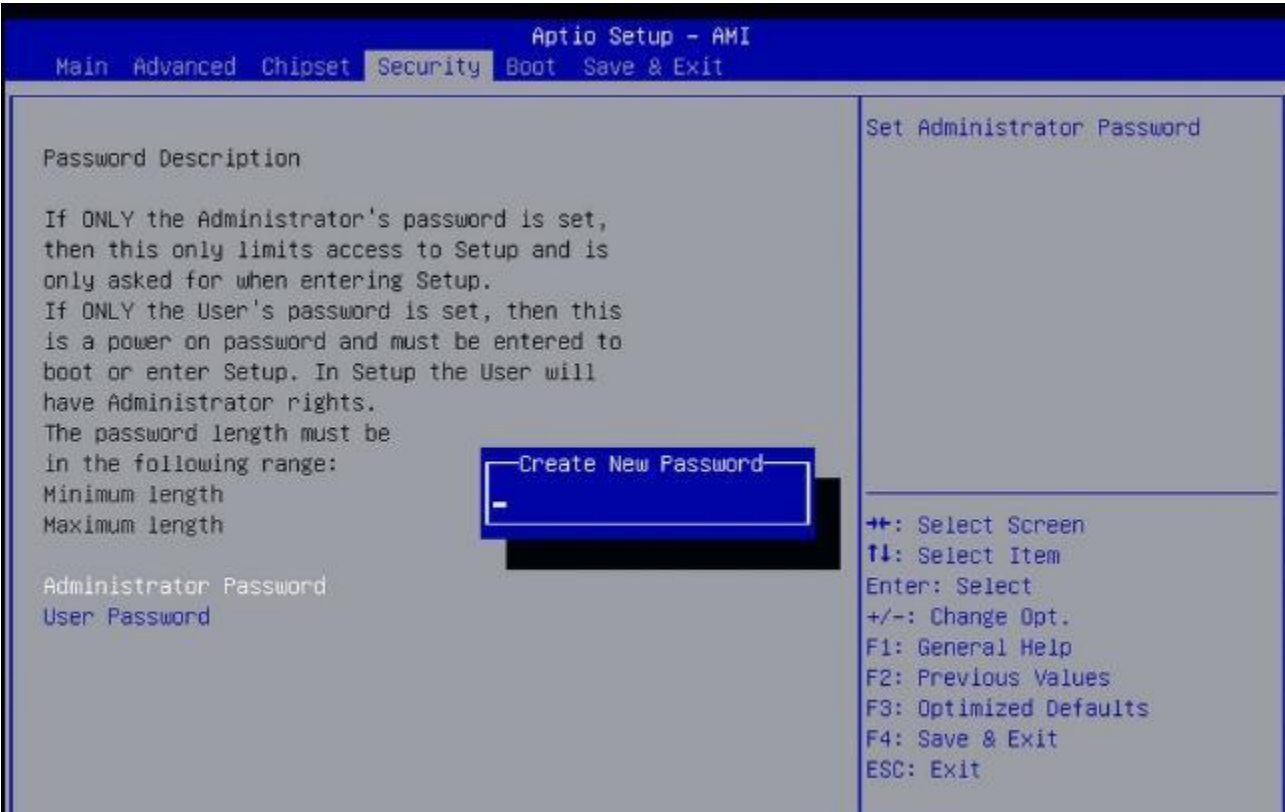 Aptio Setup - AMI
Main Advanced Chipset Security Boot Save & Exit
Password Description
If ONLY the Administrator's password is set,
then this only limits access to Setup and is
only asked for when entering Setup.
If ONLY the User's password is set, then this
is a power on password and must be entered to
boot or enter Setup. In Setup the User will
have Administrator rights.
The password length must be
in the following range:
Minimum length
Maximum length
Administrator Password
User Password
Create New Password
Set Administrator Password
→←: Select Screen
↑↓: Select Item
Enter: Select
+/-: Change Opt.
F1: General Help
F2: Previous Values
F3: Optimized Defaults
F4: Save & Exit
ESC: Exit